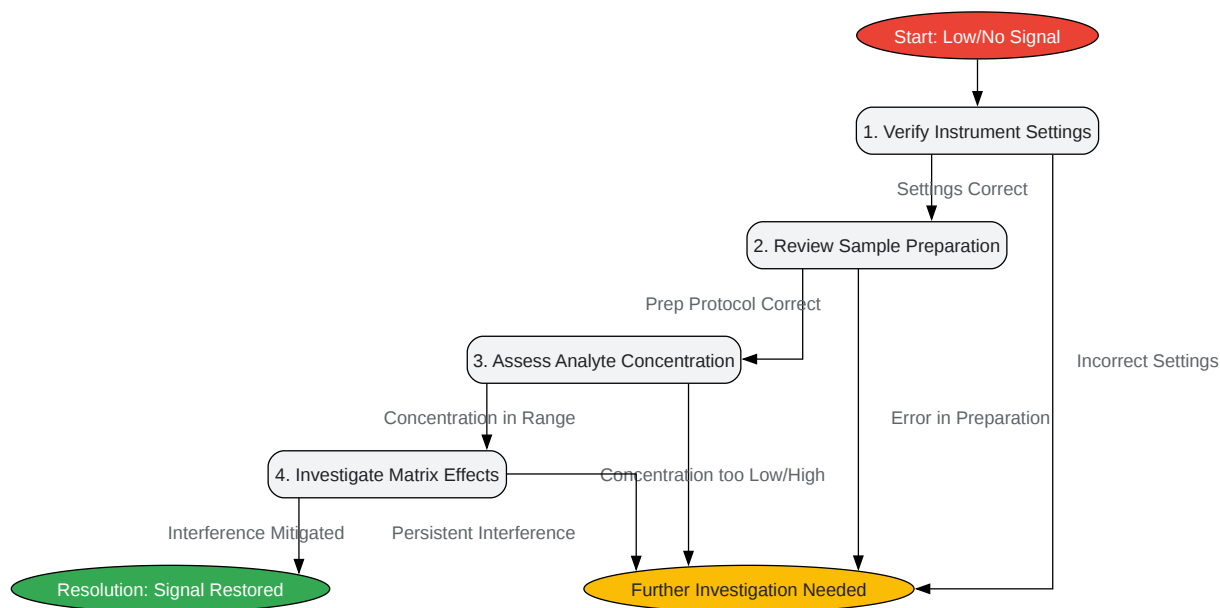 Start: Low/No Signal
1. Verify Instrument Settings
Settings Correct
2. Review Sample Preparation
Prep Protocol Correct
3. Assess Analyte Concentration
Incorrect Settings
Concentration in Range
Error in Preparation
4. Investigate Matrix Effects
Concentration too Low/High
Interference Mitigated
Persistent Interference
Resolution: Signal Restored
Further Investigation Needed